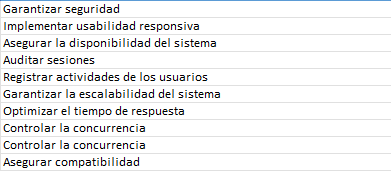 Garantizar seguridad
Implementar usabilidad responsiva
Asegurar la disponibilidad del sistema
Auditar sesiones
Registrar actividades de los usuarios
Garantizar la escalabilidad del sistema
Optimizar el tiempo de respuesta
Controlar la concurrencia
Controlar la concurrencia
Asegurar compatibilidad